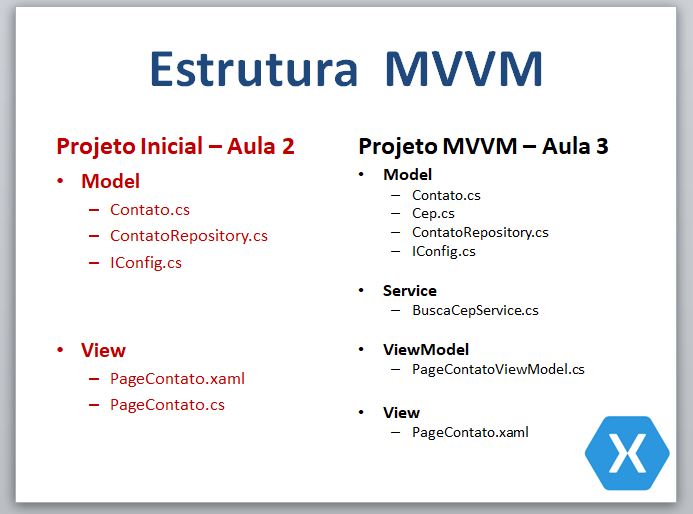 Estrutura MVVM
Projeto Inicial – Aula 2
• Model
– Contato.cs
– ContatoRepository.cs
– IConfig.cs
• View
– PageContato.xaml
– PageContato.cs
Projeto MVVM – Aula 3
• Model
– Contato.cs
– Cep.cs
– ContatoRepository.cs
– IConfig.cs
• Service
– BuscaCepService.cs
• ViewModel
– PageContatoViewModel.cs
• View
– PageContato.xaml
X